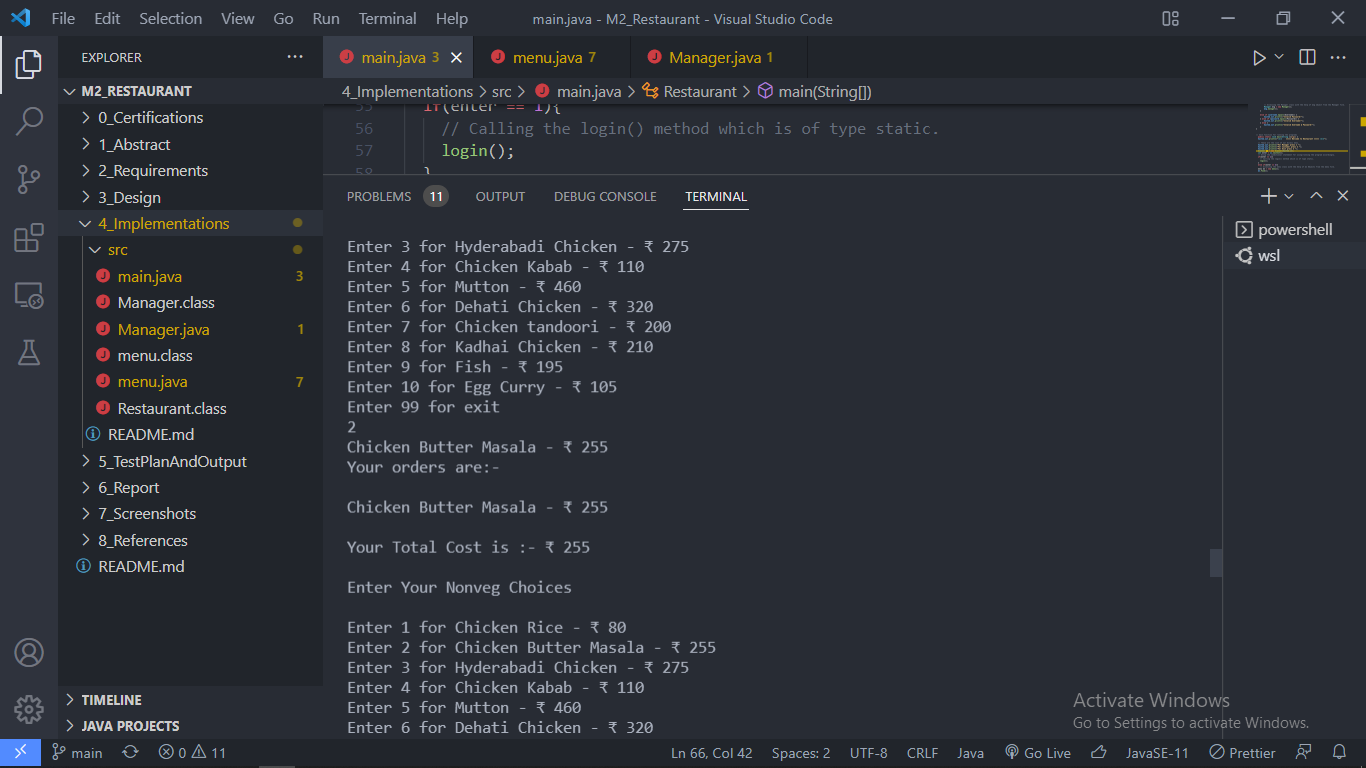 File Edit Selection View Go Run Terminal Help
main.java - M2_Restaurant - Visual Studio Code
EXPLORER
M2_RESTAURANT
0_Certifications
1_Abstract
2_Requirements
3_Design
4_Implementations
src
main.java 3
Manager.class
Manager.java 1
menu.class
menu.java 7
Restaurant.class
README.md
5_TestPlanAndOutput
6_Report
7_Screenshots
8_References
README.md
TIMELINE
JAVA PROJECTS
main.java 3 menu.java 7 Manager.java 1
4_Implementations > src > main.java > Restaurant > main(String[])
55 if(enter == 1){
56 // Calling the login() method which is of type static.
57 login();
58 }
PROBLEMS 11 OUTPUT DEBUG CONSOLE TERMINAL
Enter 3 for Hyderabadi Chicken - ₹ 275
Enter 4 for Chicken Kabab - ₹ 110
Enter 5 for Mutton - ₹ 460
Enter 6 for Dehati Chicken - ₹ 320
Enter 7 for Chicken tandoori - ₹ 200
Enter 8 for Kadhai Chicken - ₹ 210
Enter 9 for Fish - ₹ 195
Enter 10 for Egg Curry - ₹ 105
Enter 99 for exit
2
Chicken Butter Masala - ₹ 255
Your orders are:-
Chicken Butter Masala - ₹ 255
Your Total Cost is :- ₹ 255
Enter Your Nonveg Choices
Enter 1 for Chicken Rice - ₹ 80
Enter 2 for Chicken Butter Masala - ₹ 255
Enter 3 for Hyderabadi Chicken - ₹ 275
Enter 4 for Chicken Kabab - ₹ 110
Enter 5 for Mutton - ₹ 460
Enter 6 for Dehati Chicken - ₹ 320
powershell
wsl
Activate Windows
Go to Settings to activate Windows.
main 0 11 Ln 66, Col 42 Spaces: 2 UTF-8 CRLF Java Go Live JavaSE-11 Prettier